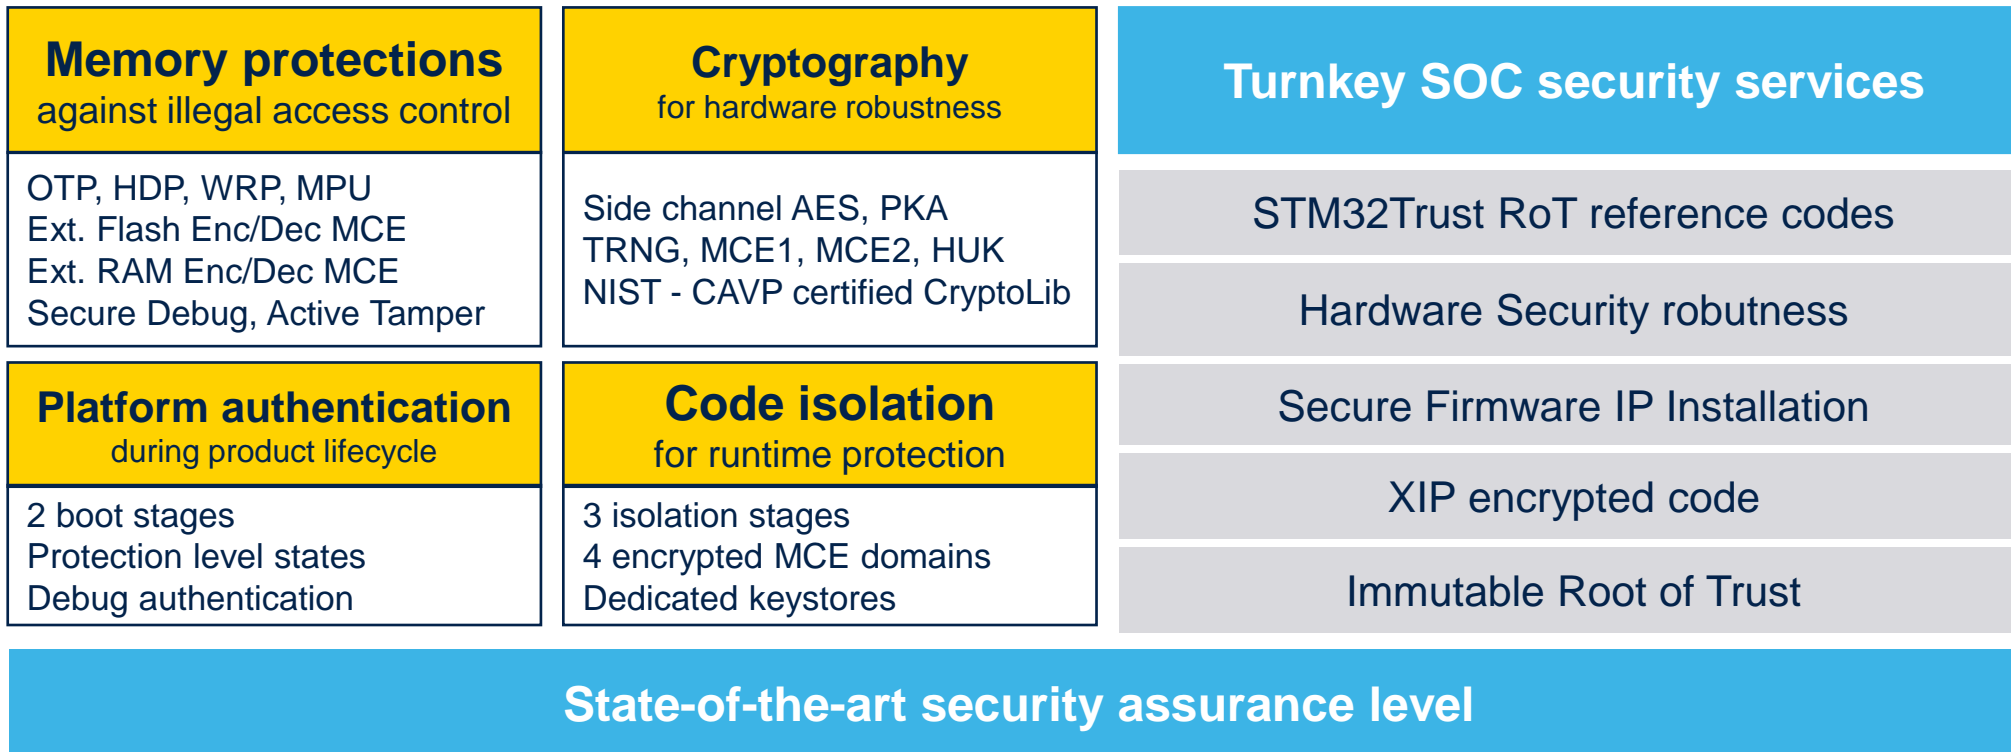 Memory protections
against illegal access control
OTP, HDP, WRP, MPU
Ext. Flash Enc/Dec MCE
Ext. RAM Enc/Dec MCE
Secure Debug, Active Tamper
Cryptography
for hardware robustness
Side channel AES, PKA
TRNG, MCE1, MCE2, HUK
NIST - CAVP certified CryptoLib
Platform authentication
during product lifecycle
2 boot stages
Protection level states
Debug authentication
Code isolation
for runtime protection
3 isolation stages
4 encrypted MCE domains
Dedicated keystores
Turnkey SOC security services
STM32Trust RoT reference codes
Hardware Security robutness
Secure Firmware IP Installation
XIP encrypted code
Immutable Root of Trust
State-of-the-art security assurance level